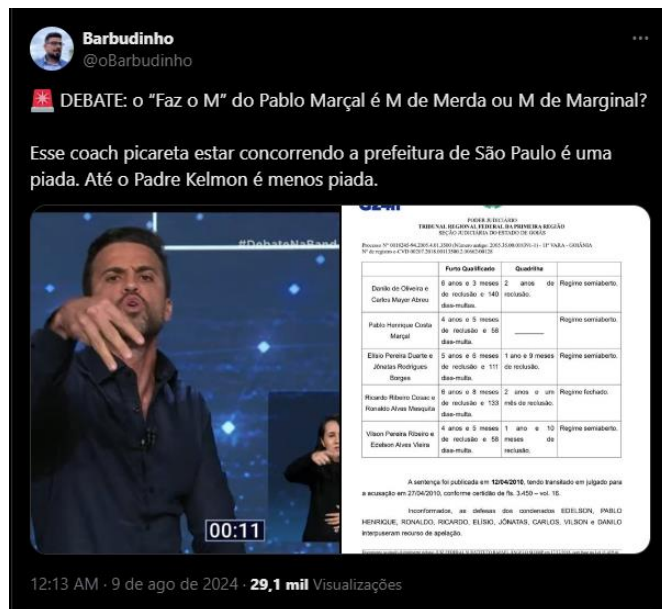 Barbudinho
@oBarbudinho
🚨 DEBATE: o “Faz o M” do Pablo Marçal é M de Merda ou M de Marginal?
Esse coach picareta estar concorrendo a prefeitura de São Paulo é uma
piada. Até o Padre Kelmon é menos piada.
#DebateNaBand
00:11
PODER JUDICIÁRIO
TRIBUNAL REGIONAL FEDERAL DA PRIMEIRA REGIÃO
SEÇÃO JUDICIÁRIA DO ESTADO DE GOIÁS
Furto Qualificado Quadrilha
Danilo de Oliveira e
Carlos Mayer Abreu
6 anos e 3 meses
de reclusão e 140
dias-multas.
2 anos de
reclusão.
Regime semiaberto.
Pablo Henrique Costa
Marçal
4 anos e 5 meses
de reclusão e 58
dias-multa.
Regime semiaberto.
Elísio Pereira Duarte e
Jônatas Rodrigues
Borges
5 anos e 6 meses
de reclusão e 111
dias-multa.
1 ano e 9 meses
de reclusão.
Regime semiaberto.
Ricardo Ribeiro
Ronaldo Alves Mesquita
6 anos e 8 meses
de reclusão e 133
dias-multa.
2 anos e um
mês de reclusão.
Regime fechado.
Vilson Pereira Ribeiro e
Edelson Alves Vieira
4 anos e 5 meses
de reclusão e 58
dias-multa.
1 ano e 10
meses de
reclusão.
Regime semiaberto.
A sentença foi publicada em 12/04/2010, tendo transitado em julgado para
a acusação em 27/04/2010, conforme certidão de fls. 3.450 – vol. 16.
Inconformados, as defesas dos condenados EDELSON, PABLO
HENRIQUE, RONALDO, RICARDO, ELÍSIO, JÔNATAS, CARLOS, VILSON e DANILO
interpuseram recurso de apelação.
12:13 AM · 9 de ago de 2024 · 29,1 mil Visualizações